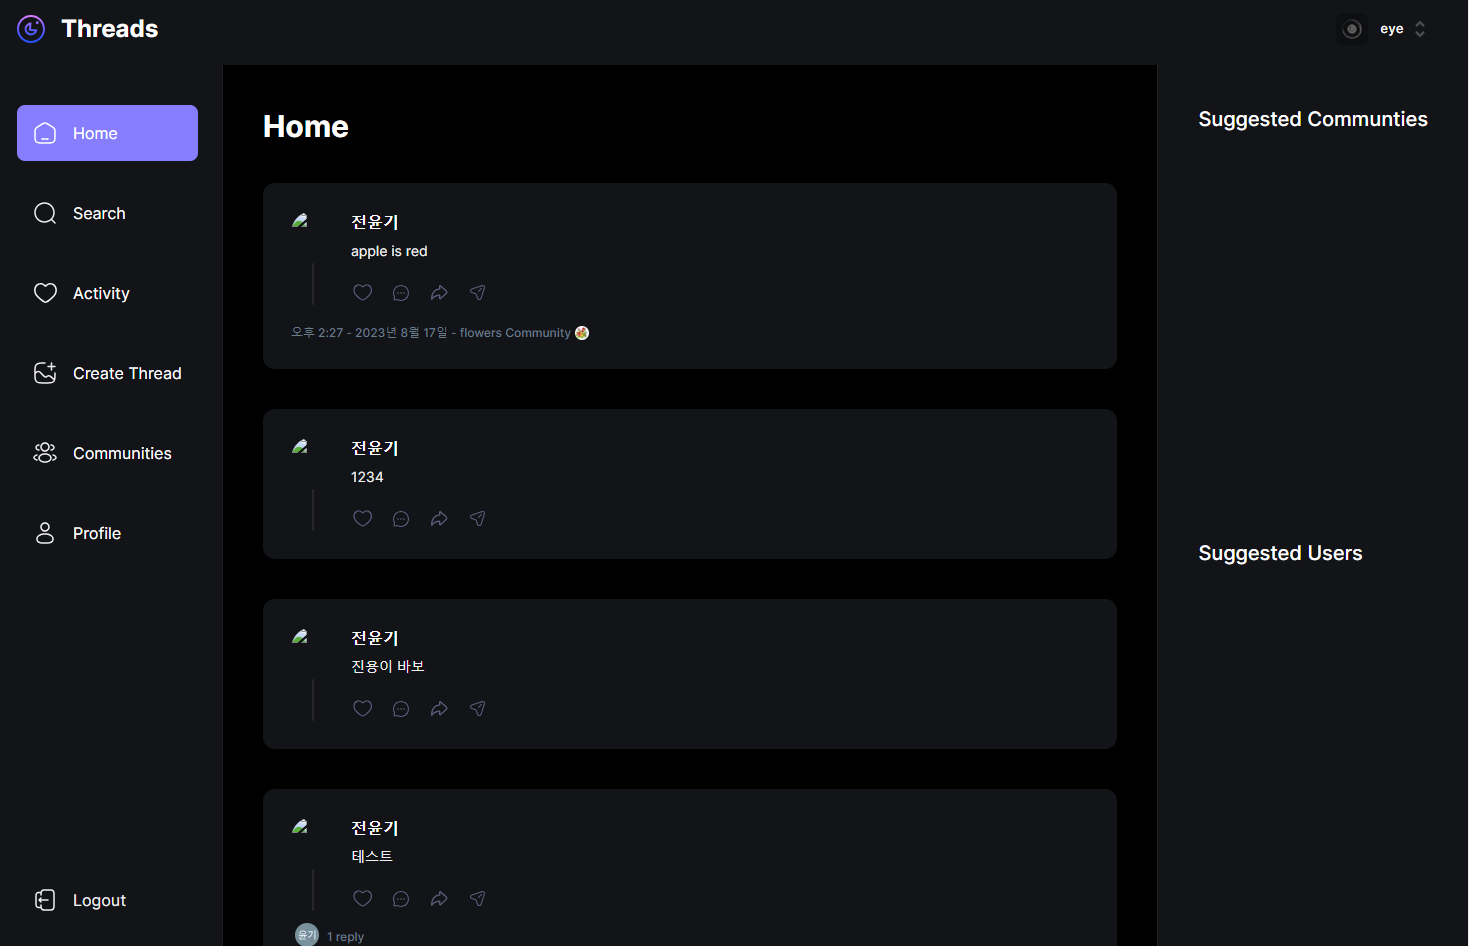 Threads
eye
Home
Search
Activity
Create Thread
Communities
Profile
Logout
Home
전윤기
apple is red
오후 2:27 - 2023년 8월 17일 - flowers Community
전윤기
1234
전윤기
진용이 바보
전윤기
테스트
윤기
1 reply
Suggested Communties
Suggested Users